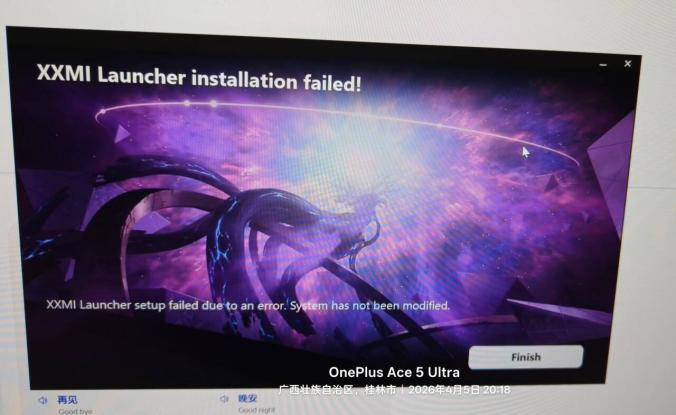 XXMI Launcher installation failed!
XXMI Launcher setup failed due to an error. System has not been modified.
Finish
OnePlus Ace 5 Ultra
广西壮族自治区，桂林市 | 2026年4月5日 20:18
再见
Good bye
晚安
Good night